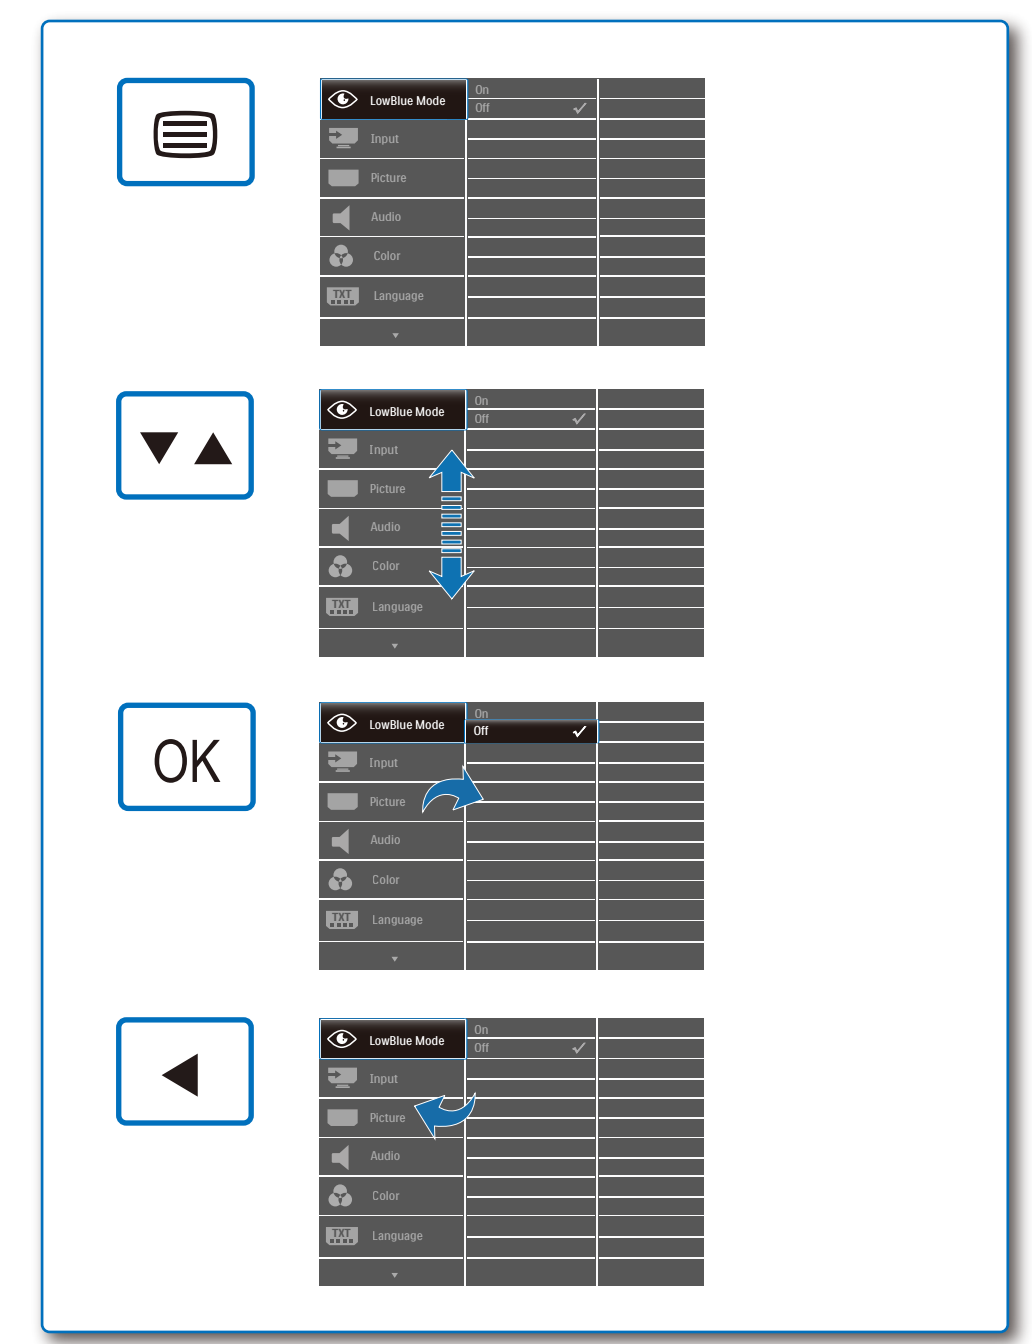 On
LowBlue Mode
Off
Input
Picture
Audio
Color
TXT
Language
On
LowBlue Mode
Off
Input
Picture
Audio
Color
TXT
Language
OK
On
LowBlue Mode
Off
Input
Picture
Audio
Color
TXT
Language
On
LowBlue Mode
Off
Input
Picture
Audio
Color
TXT
Language